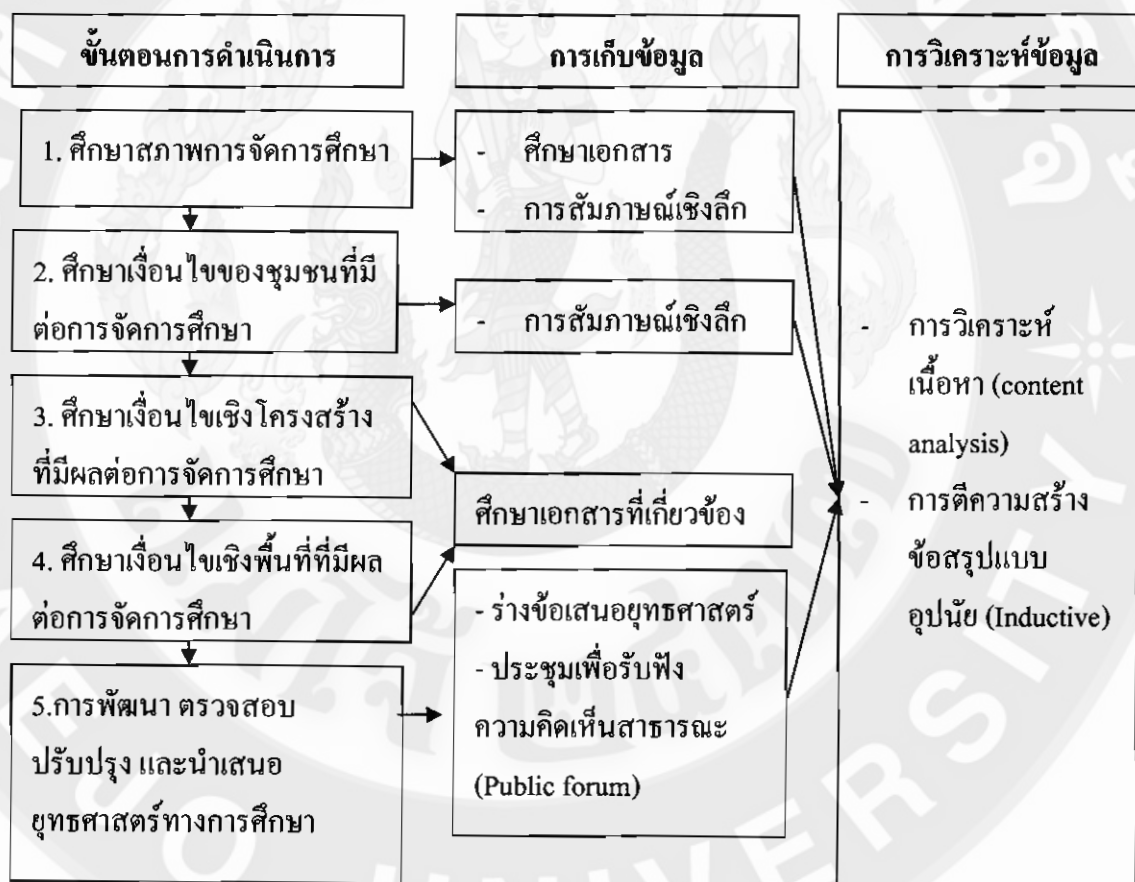 ขั้นตอนการดำเนินการ
การเก็บข้อมูล
การวิเคราะห์ข้อมูล
1. ศึกษาสภาพการจัดการศึกษา
- ศึกษาเอกสาร
- การสัมภาษณ์เชิงลึก
2. ศึกษาเงื่อนไขของชุมชนที่มี
ต่อการจัดการศึกษา
- การสัมภาษณ์เชิงลึก
3. ศึกษาเงื่อนไขเชิงโครงสร้าง
ที่มีผลต่อการจัดการศึกษา
ศึกษาเอกสารที่เกี่ยวข้อง
4. ศึกษาเงื่อนไขเชิงพื้นที่ที่มีผล
ต่อการจัดการศึกษา
5.การพัฒนา ตรวจสอบ
ปรับปรุง และนำเสนอ
ยุทธศาสตร์ทางการศึกษา
- ร่างข้อเสนอยุทธศาสตร์
- ประชุมเพื่อรับฟัง
ความคิดเห็นสาธารณะ
(Public forum)
- การวิเคราะห์
เนื้อหา (content
analysis)
- การตีความสร้าง
ข้อสรุปแบบ
อุปนัย (Inductive)
UNIVERSITY